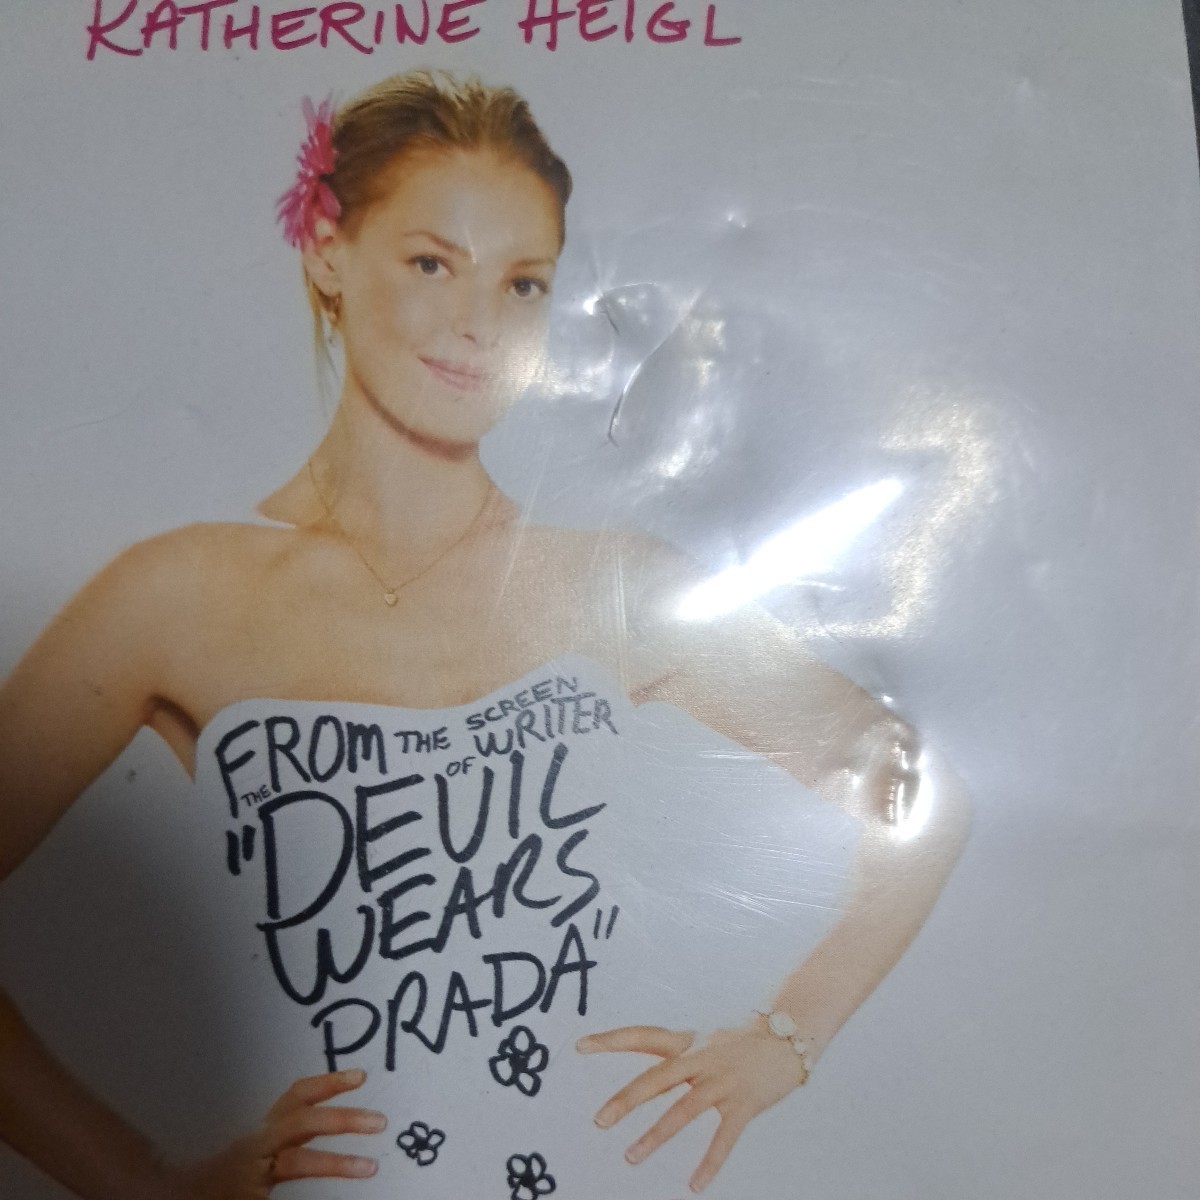 KATHERINE HEIGL
FROM THE SCREEN
WRITER
OF
THE
"DEVIL
WEARS
PRADA"